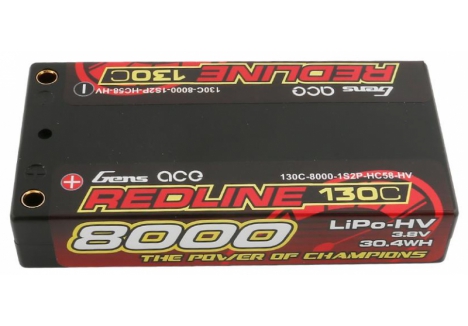 130C-8000-1S2P-HC58-HV
REDLINE 130C
Gens ace
Gens ace
130C-8000-1S2P-HC58-HV
REDLINE 130C
8000
LiPo-HV
3.8V
30.4WH
THE POWER OF CHAMPIONS